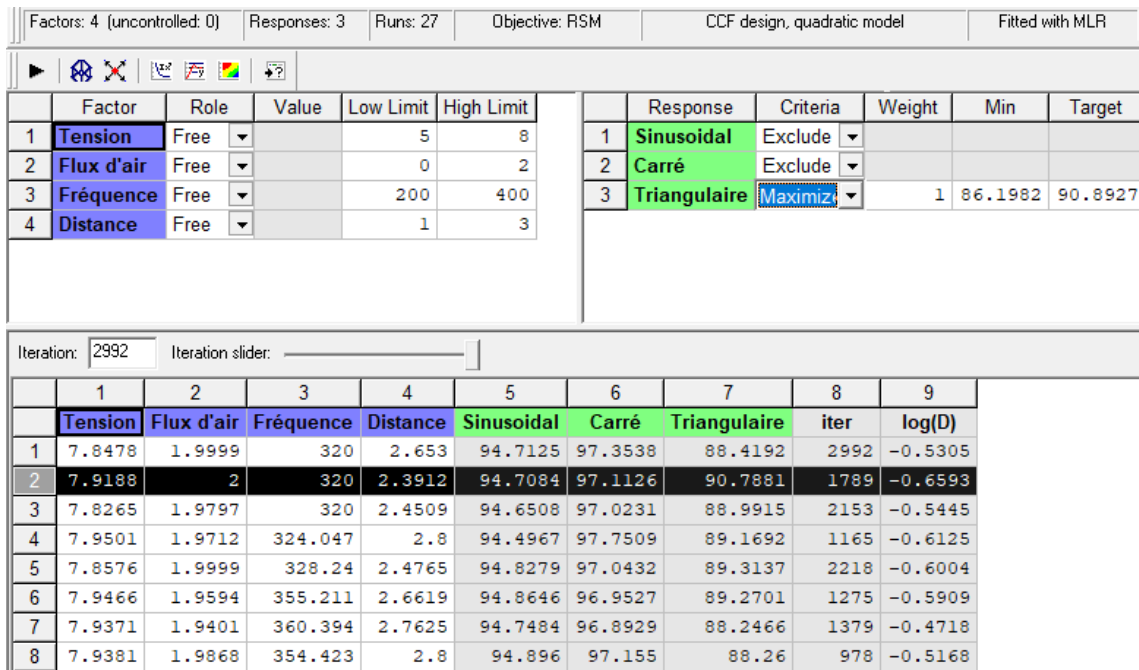 Factors: 4 (uncontrolled: 0) Responses: 3 Runs: 27 Objective: RSM CCF design, quadratic model Fitted with MLR
Factor Role Value Low Limit High Limit
1 Tension Free 5 8
2 Flux d'air Free 0 2
3 Fréquence Free 200 400
4 Distance Free 1 3
Response Criteria Weight Min Target
1 Sinusoidal Exclude
2 Carré Exclude
3 Triangulaire Maximize 1 86.1982 90.8927
Iteration: 2992 Iteration slider:
1 2 3 4 5 6 7 8 9
Tension Flux d'air Fréquence Distance Sinusoidal Carré Triangulaire iter log(D)
1 7.8478 1.9999 320 2.653 94.7125 97.3538 88.4192 2992 -0.5305
2 7.9188 2 320 2.3912 94.7084 97.1126 90.7881 1789 -0.6593
3 7.8265 1.9797 320 2.4509 94.6508 97.0231 88.9915 2153 -0.5445
4 7.9501 1.9712 324.047 2.8 94.4967 97.7509 89.1692 1165 -0.6125
5 7.8576 1.9999 328.24 2.4765 94.8279 97.0432 89.3137 2218 -0.6004
6 7.9466 1.9594 355.211 2.6619 94.8646 96.9527 89.2701 1275 -0.5909
7 7.9371 1.9401 360.394 2.7625 94.7484 96.8929 88.2466 1379 -0.4718
8 7.9381 1.9868 354.423 2.8 94.896 97.155 88.26 978 -0.5168